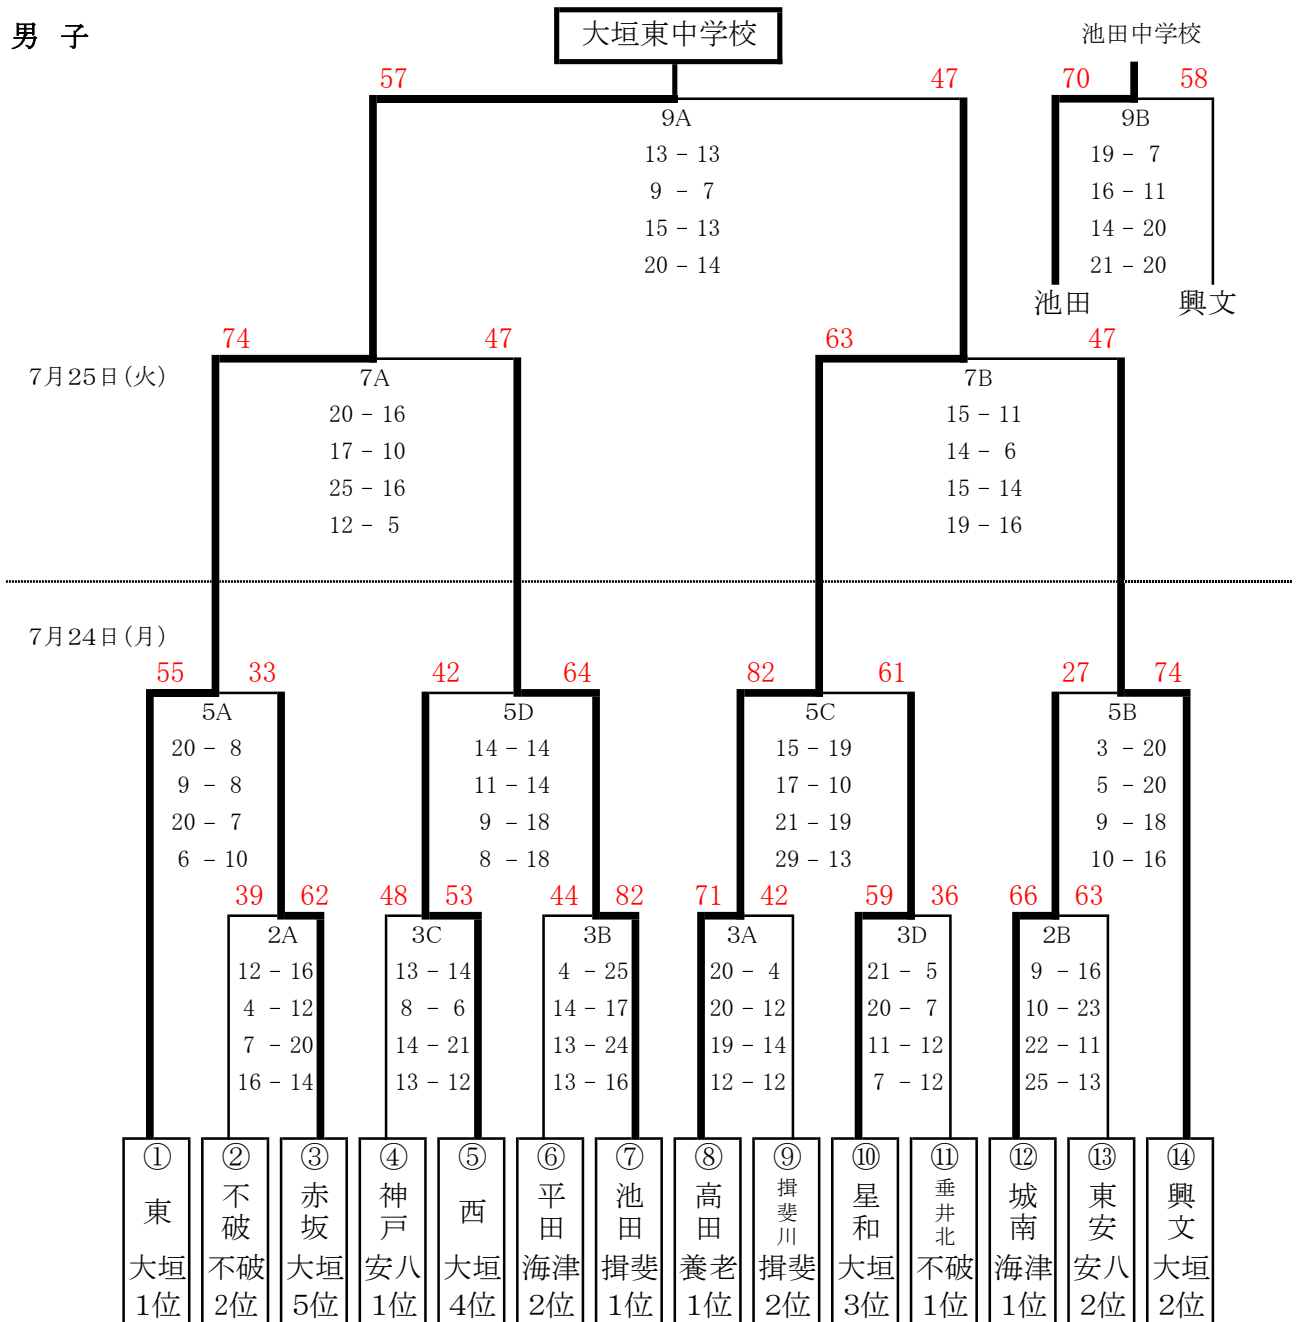 男 子
大垣東中学校
池田中学校
57 47
70 58
9A
13 - 13
9 - 7
15 - 13
20 - 14
9B
19 - 7
16 - 11
14 - 20
21 - 20
池田 興文
74 47
63 47
7月25日(火)
7A
20 - 16
17 - 10
25 - 16
12 - 5
7B
15 - 11
14 - 6
15 - 14
19 - 16
7月24日(月)
55 33
42 64
82 61
27 74
5A
20 - 8
9 - 8
20 - 7
6 - 10
5D
14 - 14
11 - 14
9 - 18
8 - 18
5C
15 - 19
17 - 10
21 - 19
29 - 13
5B
3 - 20
5 - 20
9 - 18
10 - 16
39 62
48 53
44 82
71 42
59 36
66 63
2A
12 - 16
4 - 12
7 - 20
16 - 14
3C
13 - 14
8 - 6
14 - 21
13 - 12
3B
4 - 25
14 - 17
13 - 24
13 - 16
3A
20 - 4
20 - 12
19 - 14
12 - 12
3D
21 - 5
20 - 7
11 - 12
7 - 12
2B
9 - 16
10 - 23
22 - 11
25 - 13
①
東
大垣
1位
②
不破
不破
2位
③
赤坂
大垣
5位
④
神戸
安八
1位
⑤
西
大垣
4位
⑥
平田
海津
2位
⑦
池田
揖斐
1位
⑧
高田
養老
1位
⑨
揖斐川
揖斐
2位
⑩
星和
大垣
3位
⑪
垂井北
不破
1位
⑫
城南
海津
1位
⑬
東安
安八
2位
⑭
興文
大垣
2位